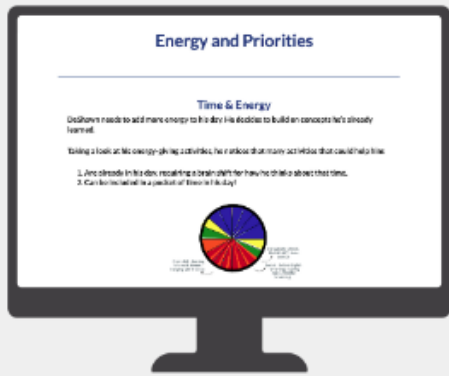 Energy and Priorities
Time & Energy
DeShawn needs to add more energy to his day. He decides to build on concepts he's already
learned.
Taking a look at his energy-giving activities, he notices that many activities that could help him:
1. Are already in his day, requiring a brain shift for how he thinks about that time.
2. Can be included in a pocket of time in his day!